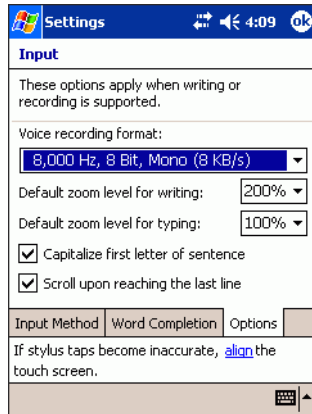 Settings 4:09 ok
Input
These options apply when writing or
recording is supported.
Voice recording format:
8,000 Hz, 8 Bit, Mono (8 KB/s)
Default zoom level for writing: 200%
Default zoom level for typing: 100%
Capitalize first letter of sentence
Scroll upon reaching the last line
Input Method Word Completion Options
If stylus taps become inaccurate, align the
touch screen.